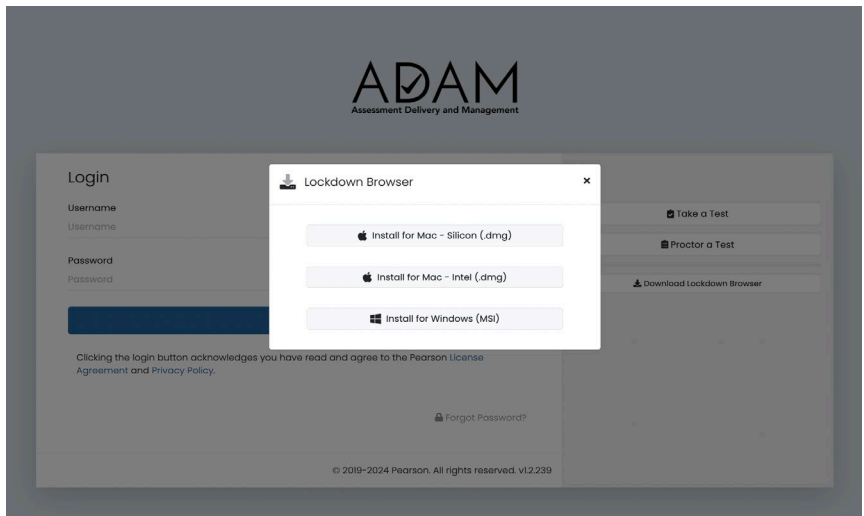 ADAM
Assessment Delivery and Management
Login
Username
Username
Password
Password
Clicking the login button acknowledges you have read and agree to the Pearson License
Agreement and Privacy Policy.
Forgot Password?
© 2019-2024 Pearson. All rights reserved. v1.2.239
Lockdown Browser ×
Install for Mac - Silicon (.dmg)
Install for Mac - Intel (.dmg)
Install for Windows (MSI)
Take a Test
Proctor a Test
Download Lockdown Browser